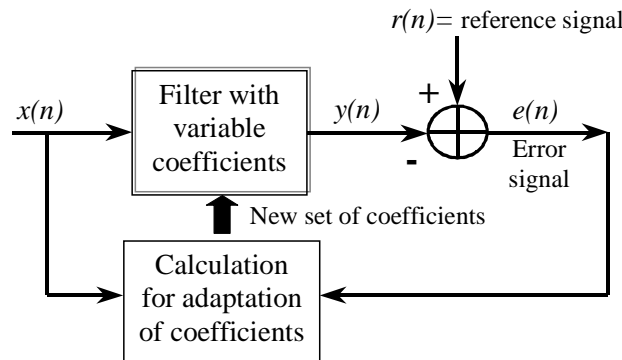 r(n)= reference signal
x(n)
Filter with
variable
coefficients
y(n)
+
-
e(n)
Error
signal
New set of coefficients
Calculation
for adaptation
of coefficients